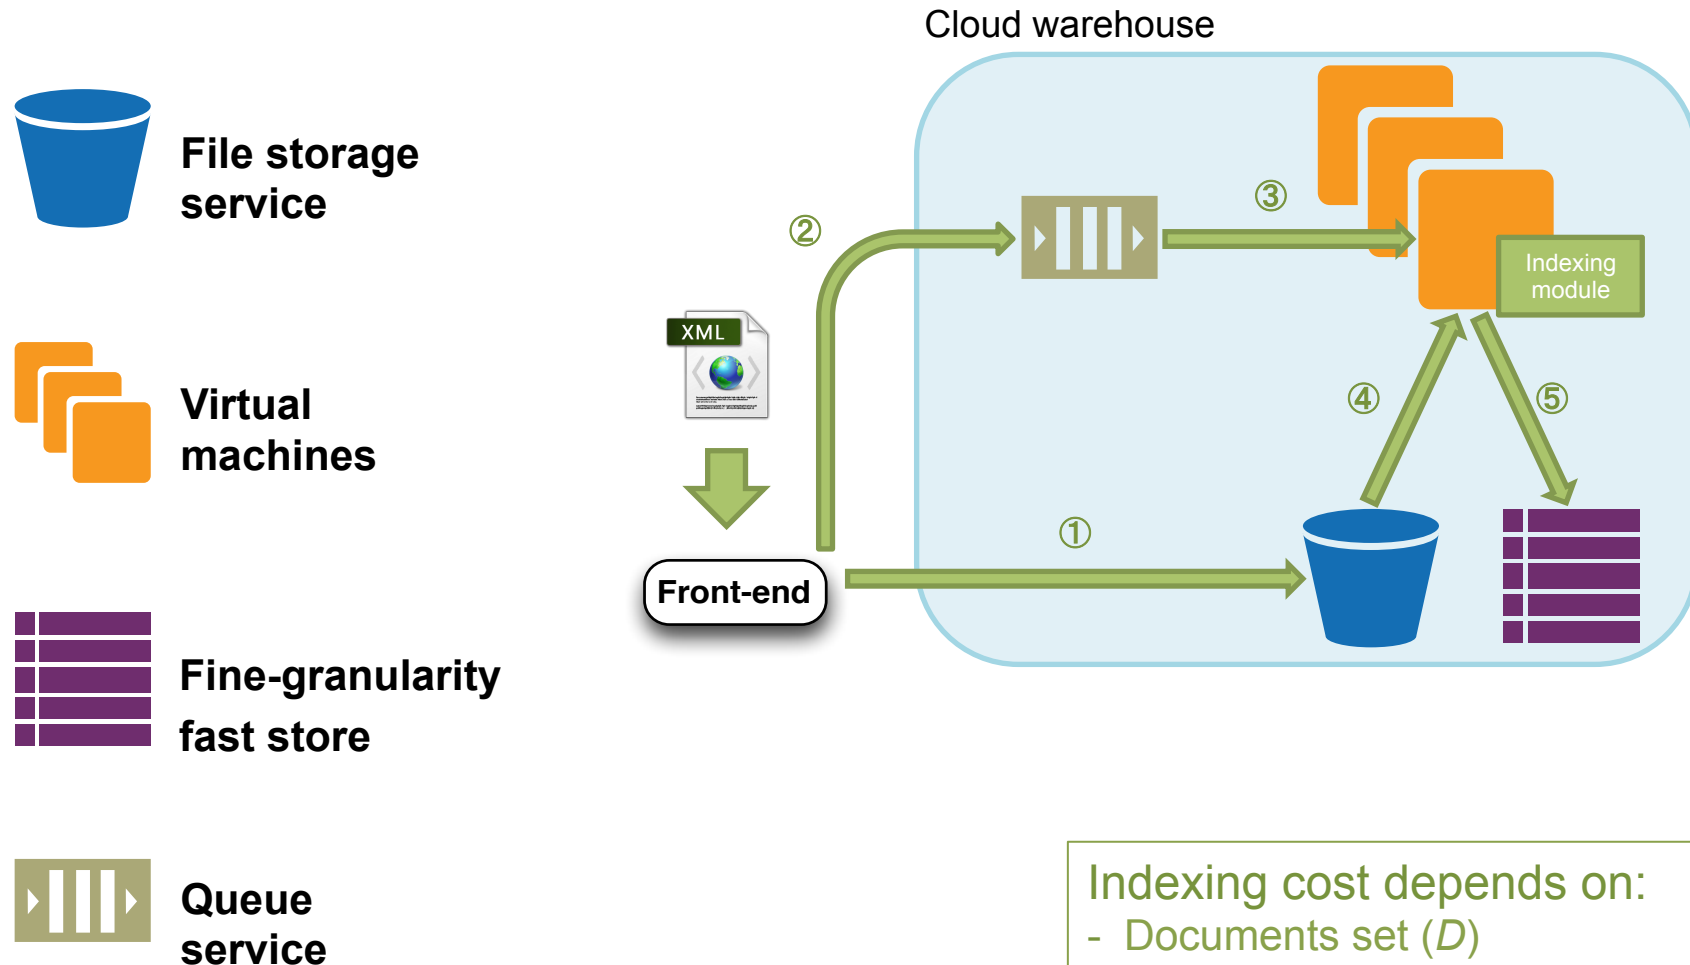 Cloud warehouse
File storage
service
②
③
Indexing
module
XML
Virtual
machines
④
⑤
①
Front-end
Fine-granularity
fast store
Queue
service
Indexing cost depends on:
- Documents set (D)